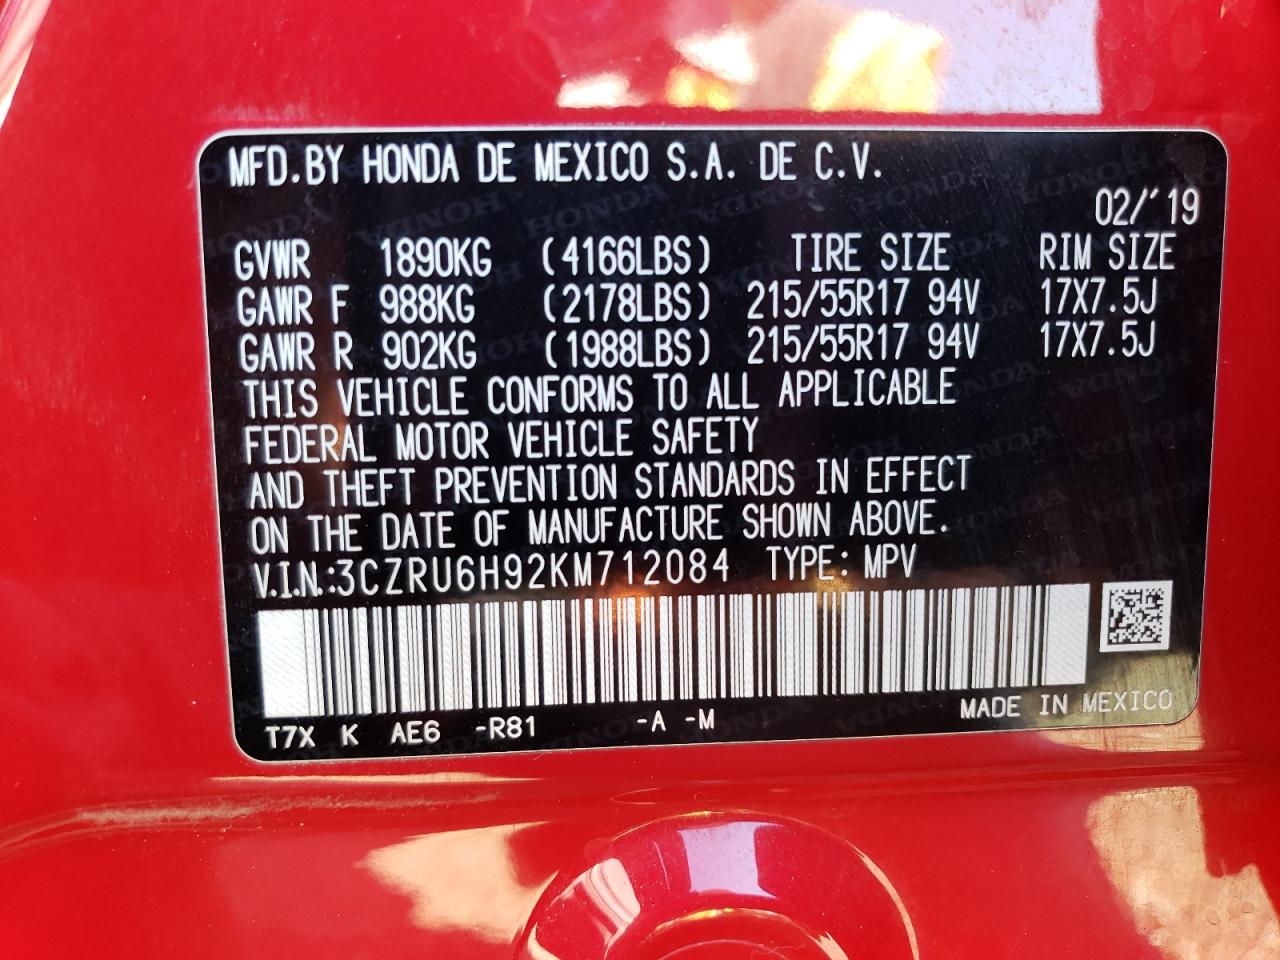 MFD.BY HONDA DE MEXICO S.A. DE C.V.
02/'19
GVWR 1890KG (4166LBS) TIRE SIZE RIM SIZE
GAWR F 988KG (2178LBS) 215/55R17 94V 17X7.5J
GAWR R 902KG (1988LBS) 215/55R17 94V 17X7.5J
THIS VEHICLE CONFORMS TO ALL APPLICABLE
FEDERAL MOTOR VEHICLE SAFETY
AND THEFT PREVENTION STANDARDS IN EFFECT
ON THE DATE OF MANUFACTURE SHOWN ABOVE.
V.I.N.:3CZRU6H92KM712084 TYPE: MPV
T7X K AE6 -R81 -A -M MADE IN MEXICO